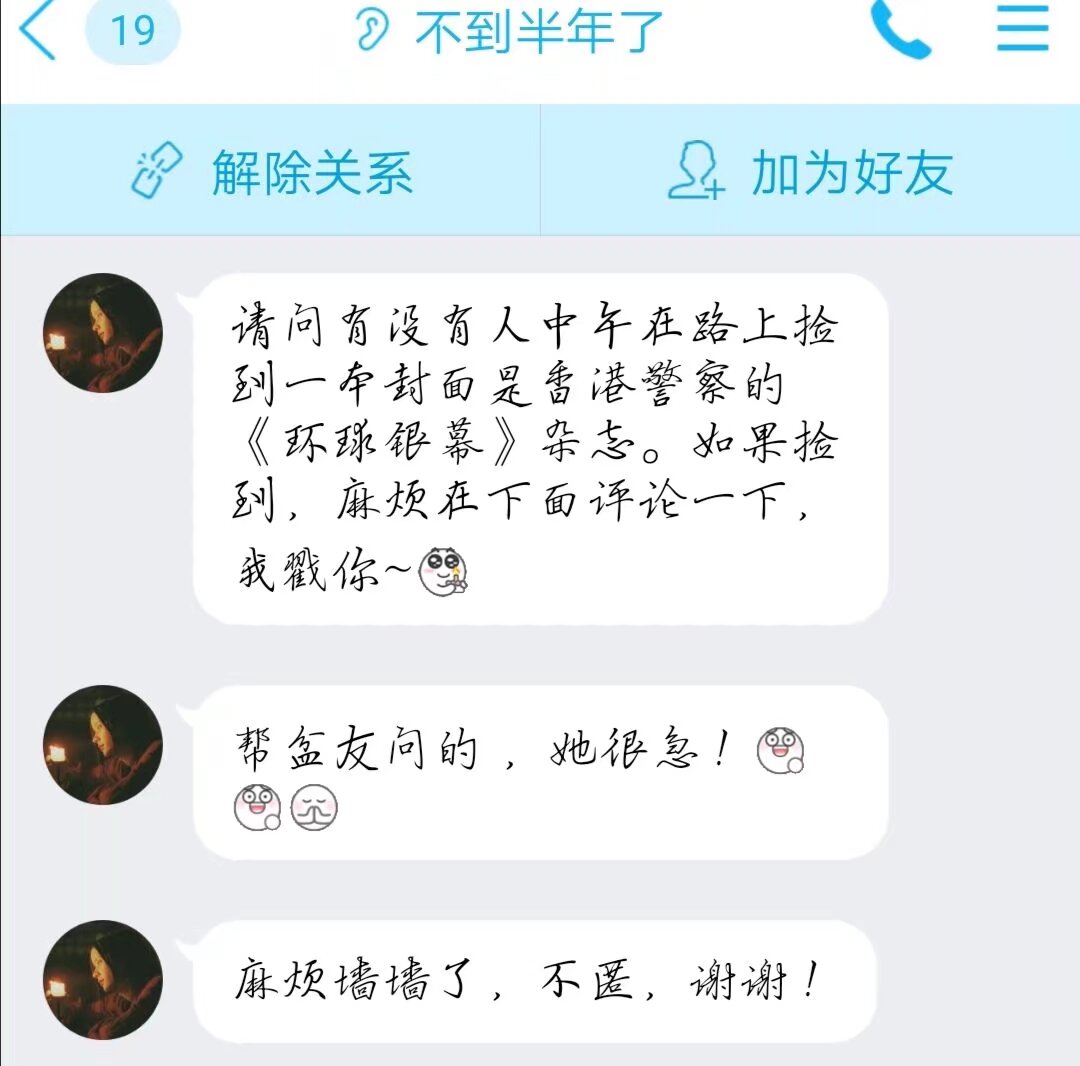 19
不到半年了
解除关系
加为好友
请问有没有人中午在路上捡
到一本封面是香港警察的
《环球银幕》杂志。如果捡
到，麻烦在下面评论一下，
我戳你~
帮盆友问的，她很急！
麻烦墙墙了，不匿，谢谢！